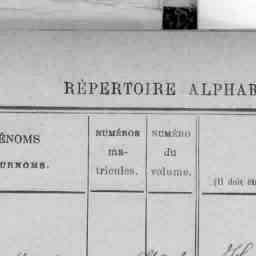 RÉPERTOIRE ALPHAB
ÉNOMS
URNOMS.
NUMÉROS
ma-
tricules.
NUMÉRO
du
volume.
(Il doit êt